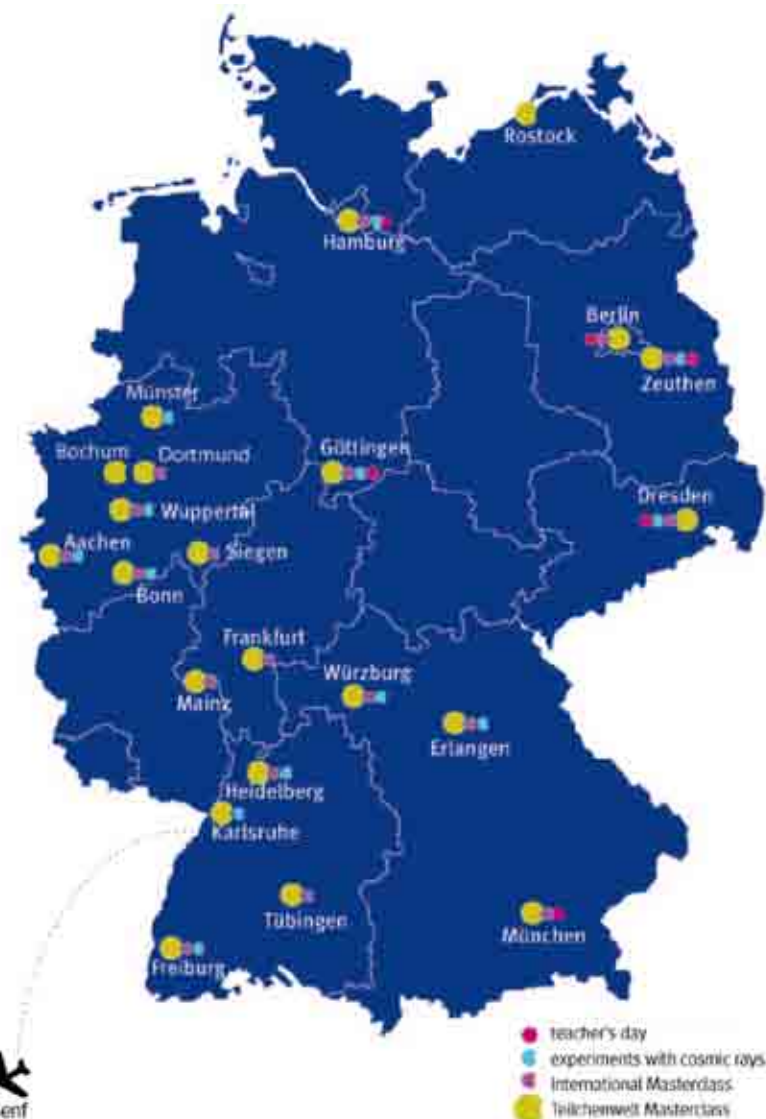 Rostock
Hamburg
Berlin
Zeuthen
Münster
Bochum Dortmund
Göttingen
Wuppertal
Dresden
Aachen
Siegen
Bonn
Frankfurt
Würzburg
Mainz
Erlangen
Heidelberg
Karlsruhe
Tübingen
München
Freiburg
teacher's day
experiments with cosmic rays
International Masterclass
Teilchenwelt Masterclass
enf